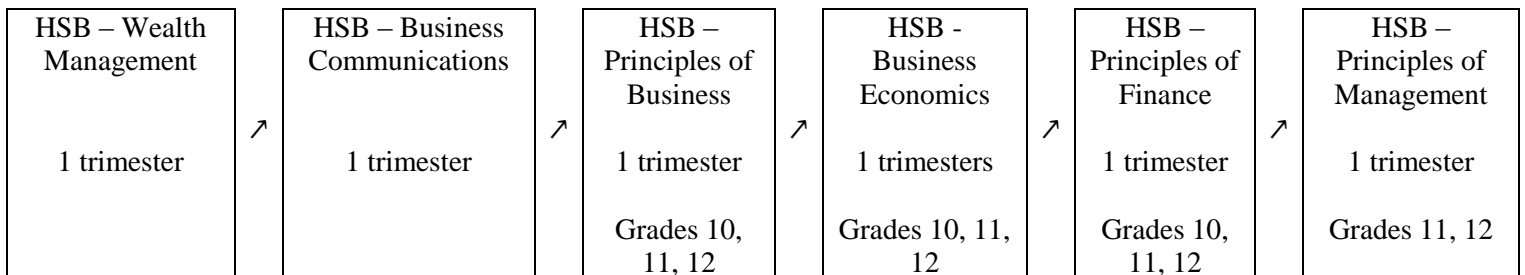 HSB – Wealth
Management
1 trimester
↗
HSB – Business
Communications
1 trimester
↗
HSB –
Principles of
Business
1 trimester
Grades 10,
11, 12
↗
HSB -
Business
Economics
1 trimesters
Grades 10, 11,
12
↗
HSB –
Principles of
Finance
1 trimester
Grades 10,
11, 12
↗
HSB –
Principles of
Management
1 trimester
Grades 11, 12